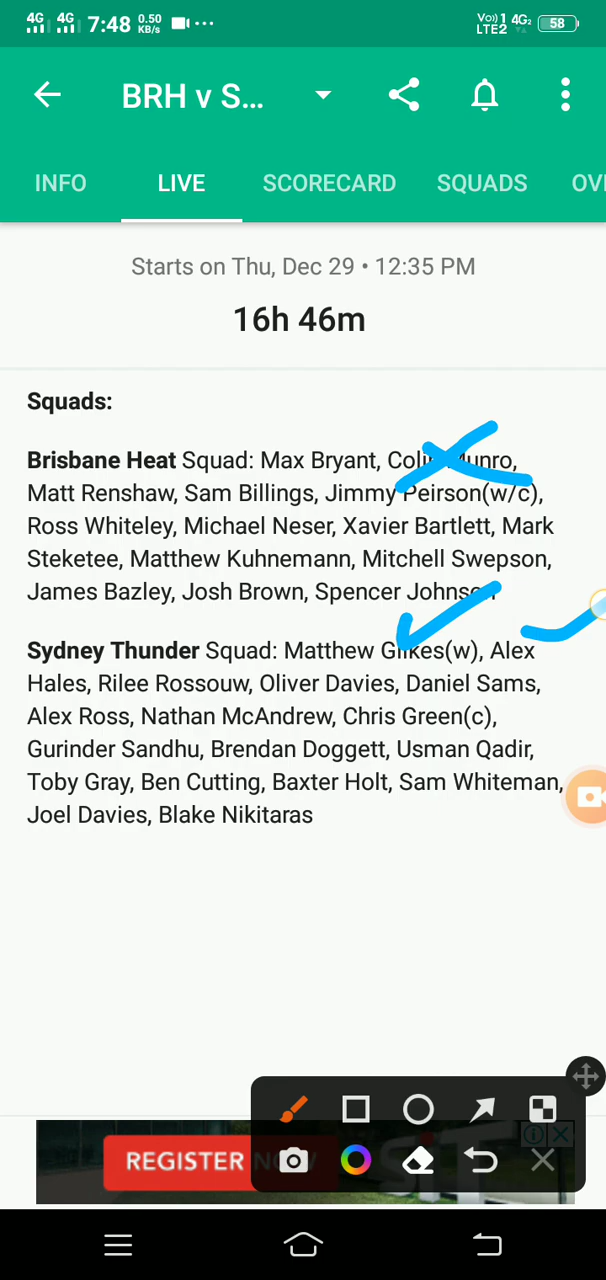 4G 4G 7:48 0.50 KB/s ... Vo)) 1 4G2 LTE2 58
BRH v S...
INFO LIVE SCORECARD SQUADS OV
Starts on Thu, Dec 29 • 12:35 PM
16h 46m
Squads:
Brisbane Heat Squad: Max Bryant, Colin Munro,
Matt Renshaw, Sam Billings, Jimmy Peirson(w/c),
Ross Whiteley, Michael Neser, Xavier Bartlett, Mark
Steketee, Matthew Kuhnemann, Mitchell Swepson,
James Bazley, Josh Brown, Spencer Johnson
Sydney Thunder Squad: Matthew Gilkes(w), Alex
Hales, Rilee Rossouw, Oliver Davies, Daniel Sams,
Alex Ross, Nathan McAndrew, Chris Green(c),
Gurinder Sandhu, Brendan Doggett, Usman Qadir,
Toby Gray, Ben Cutting, Baxter Holt, Sam Whiteman,
Joel Davies, Blake Nikitaras
REGISTER NOW